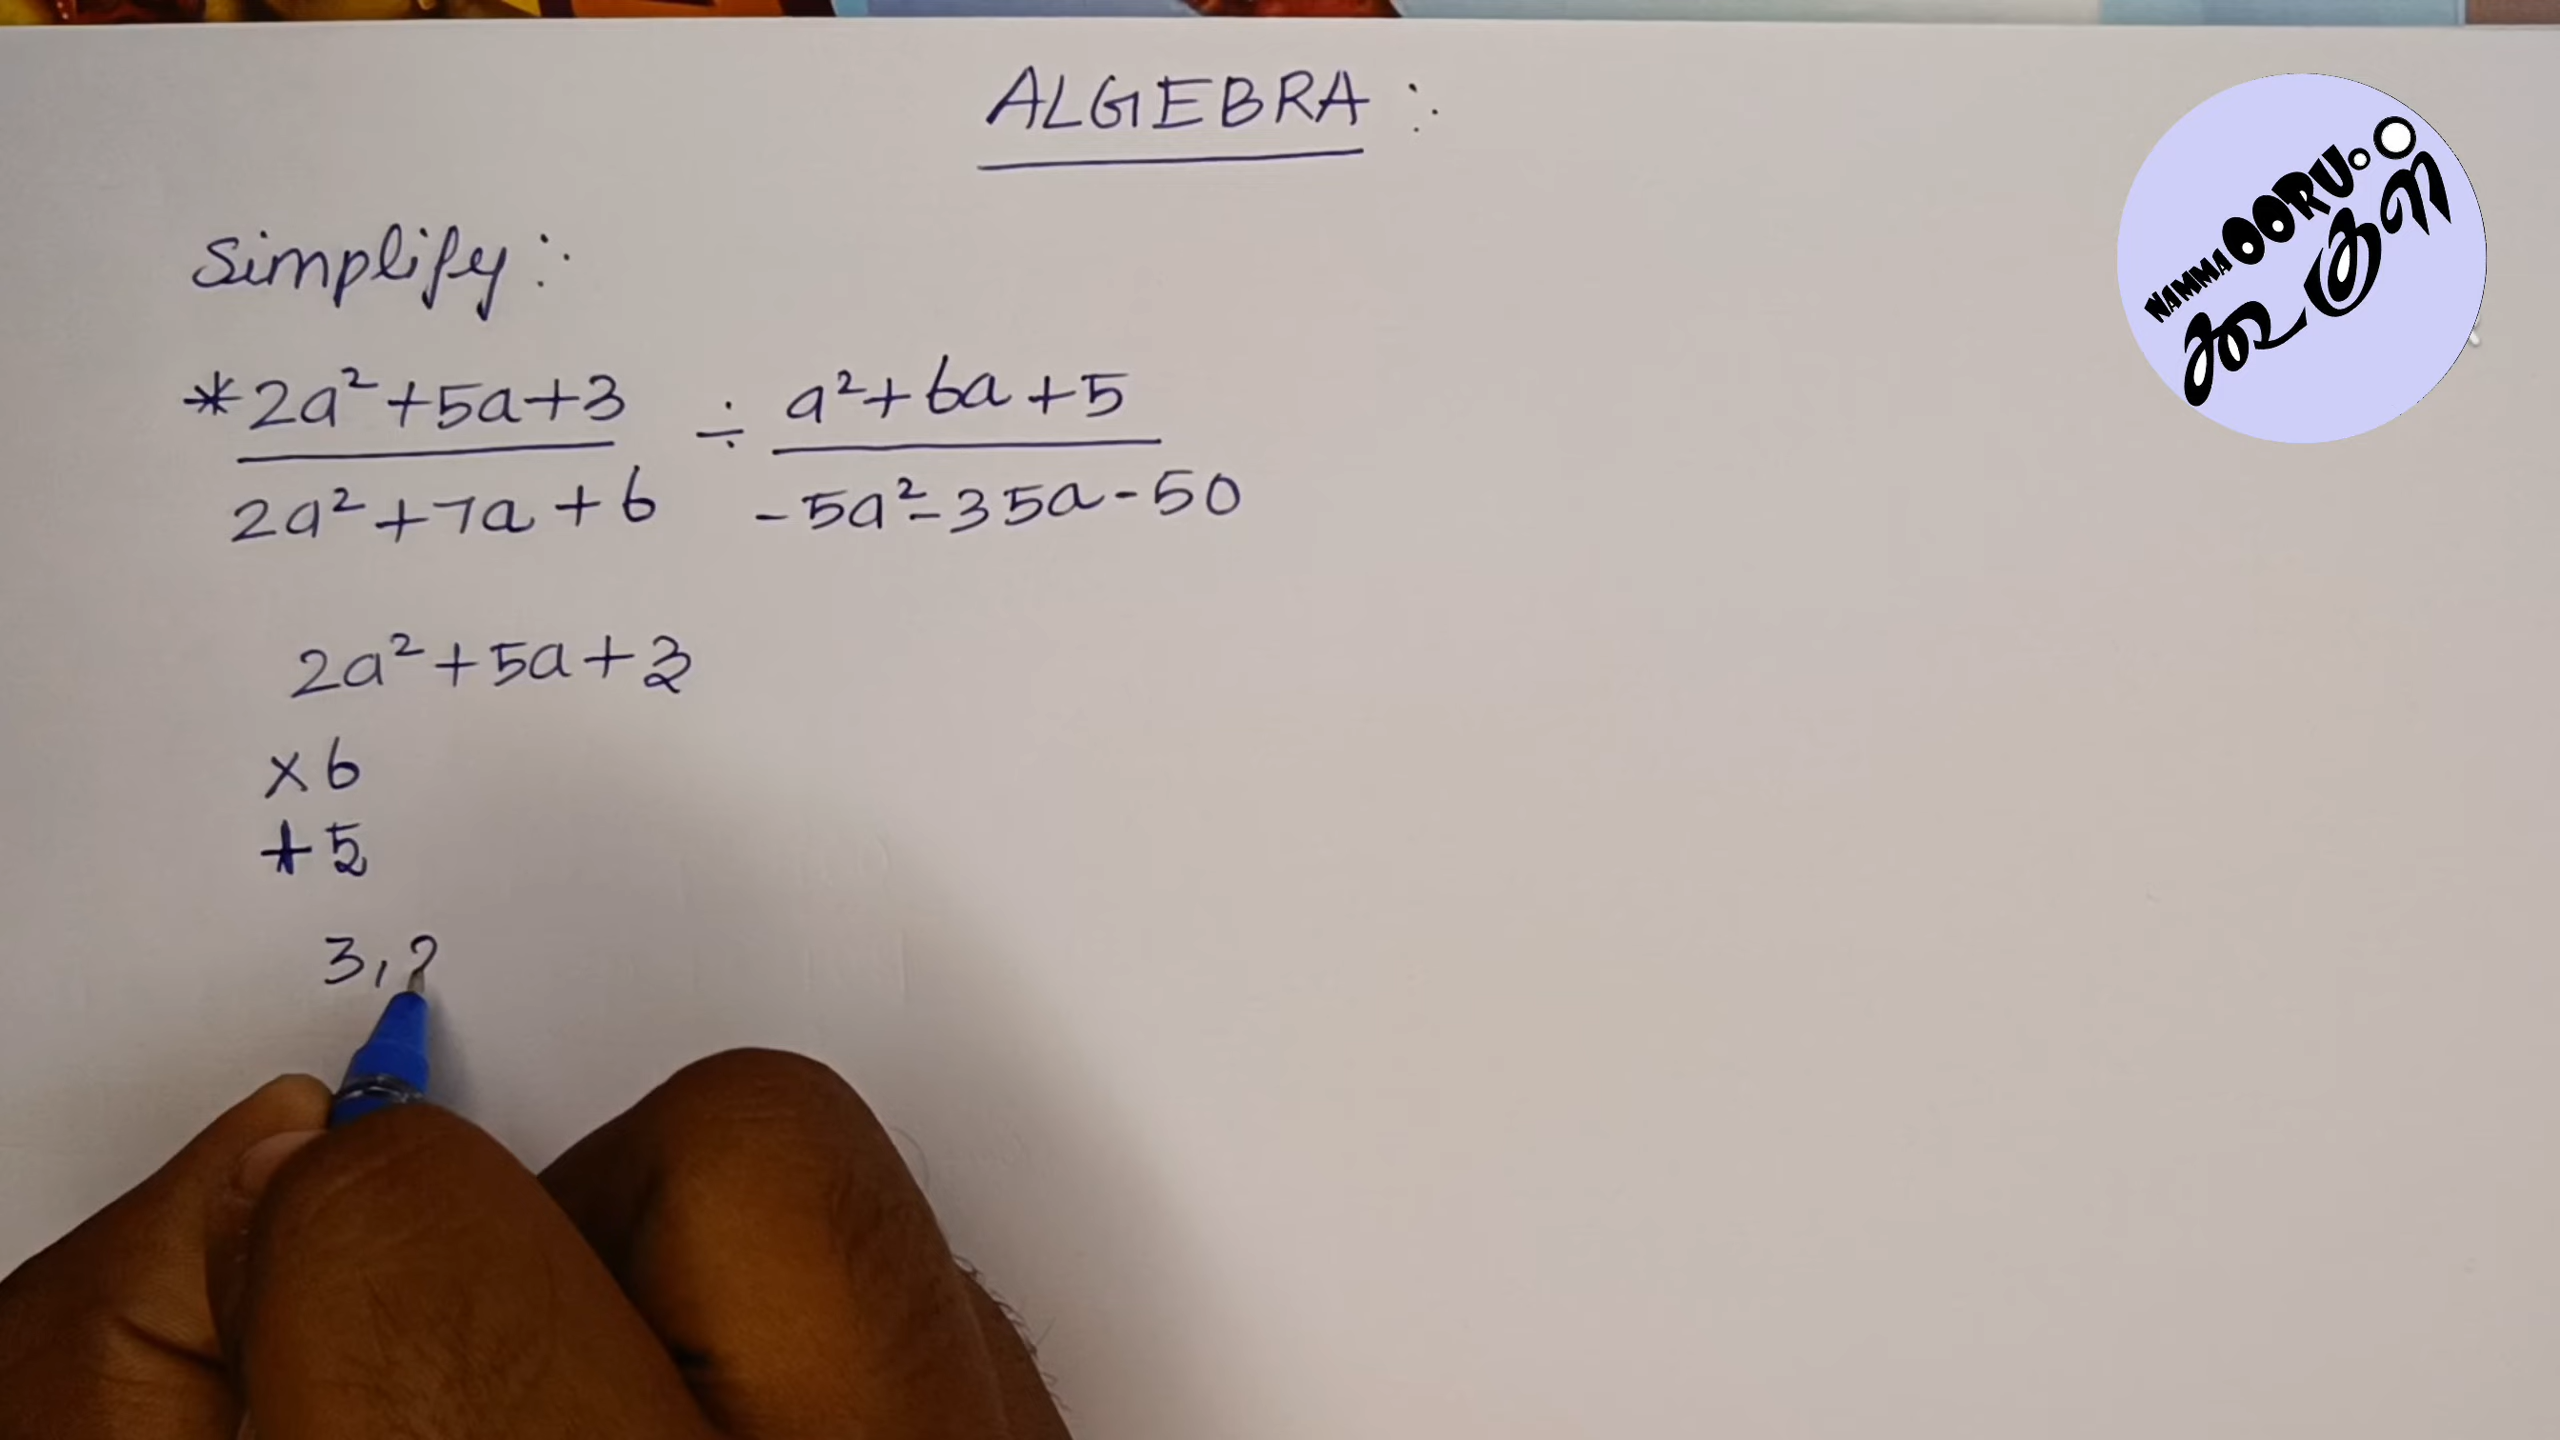 ALGEBRA :
Simplify :
* 2a²+5a+3 / 2a²+7a+6 ÷ a²+6a+5 / -5a²-35a-50
2a²+5a+3
×6
+5
3,2
NAMMA OORU